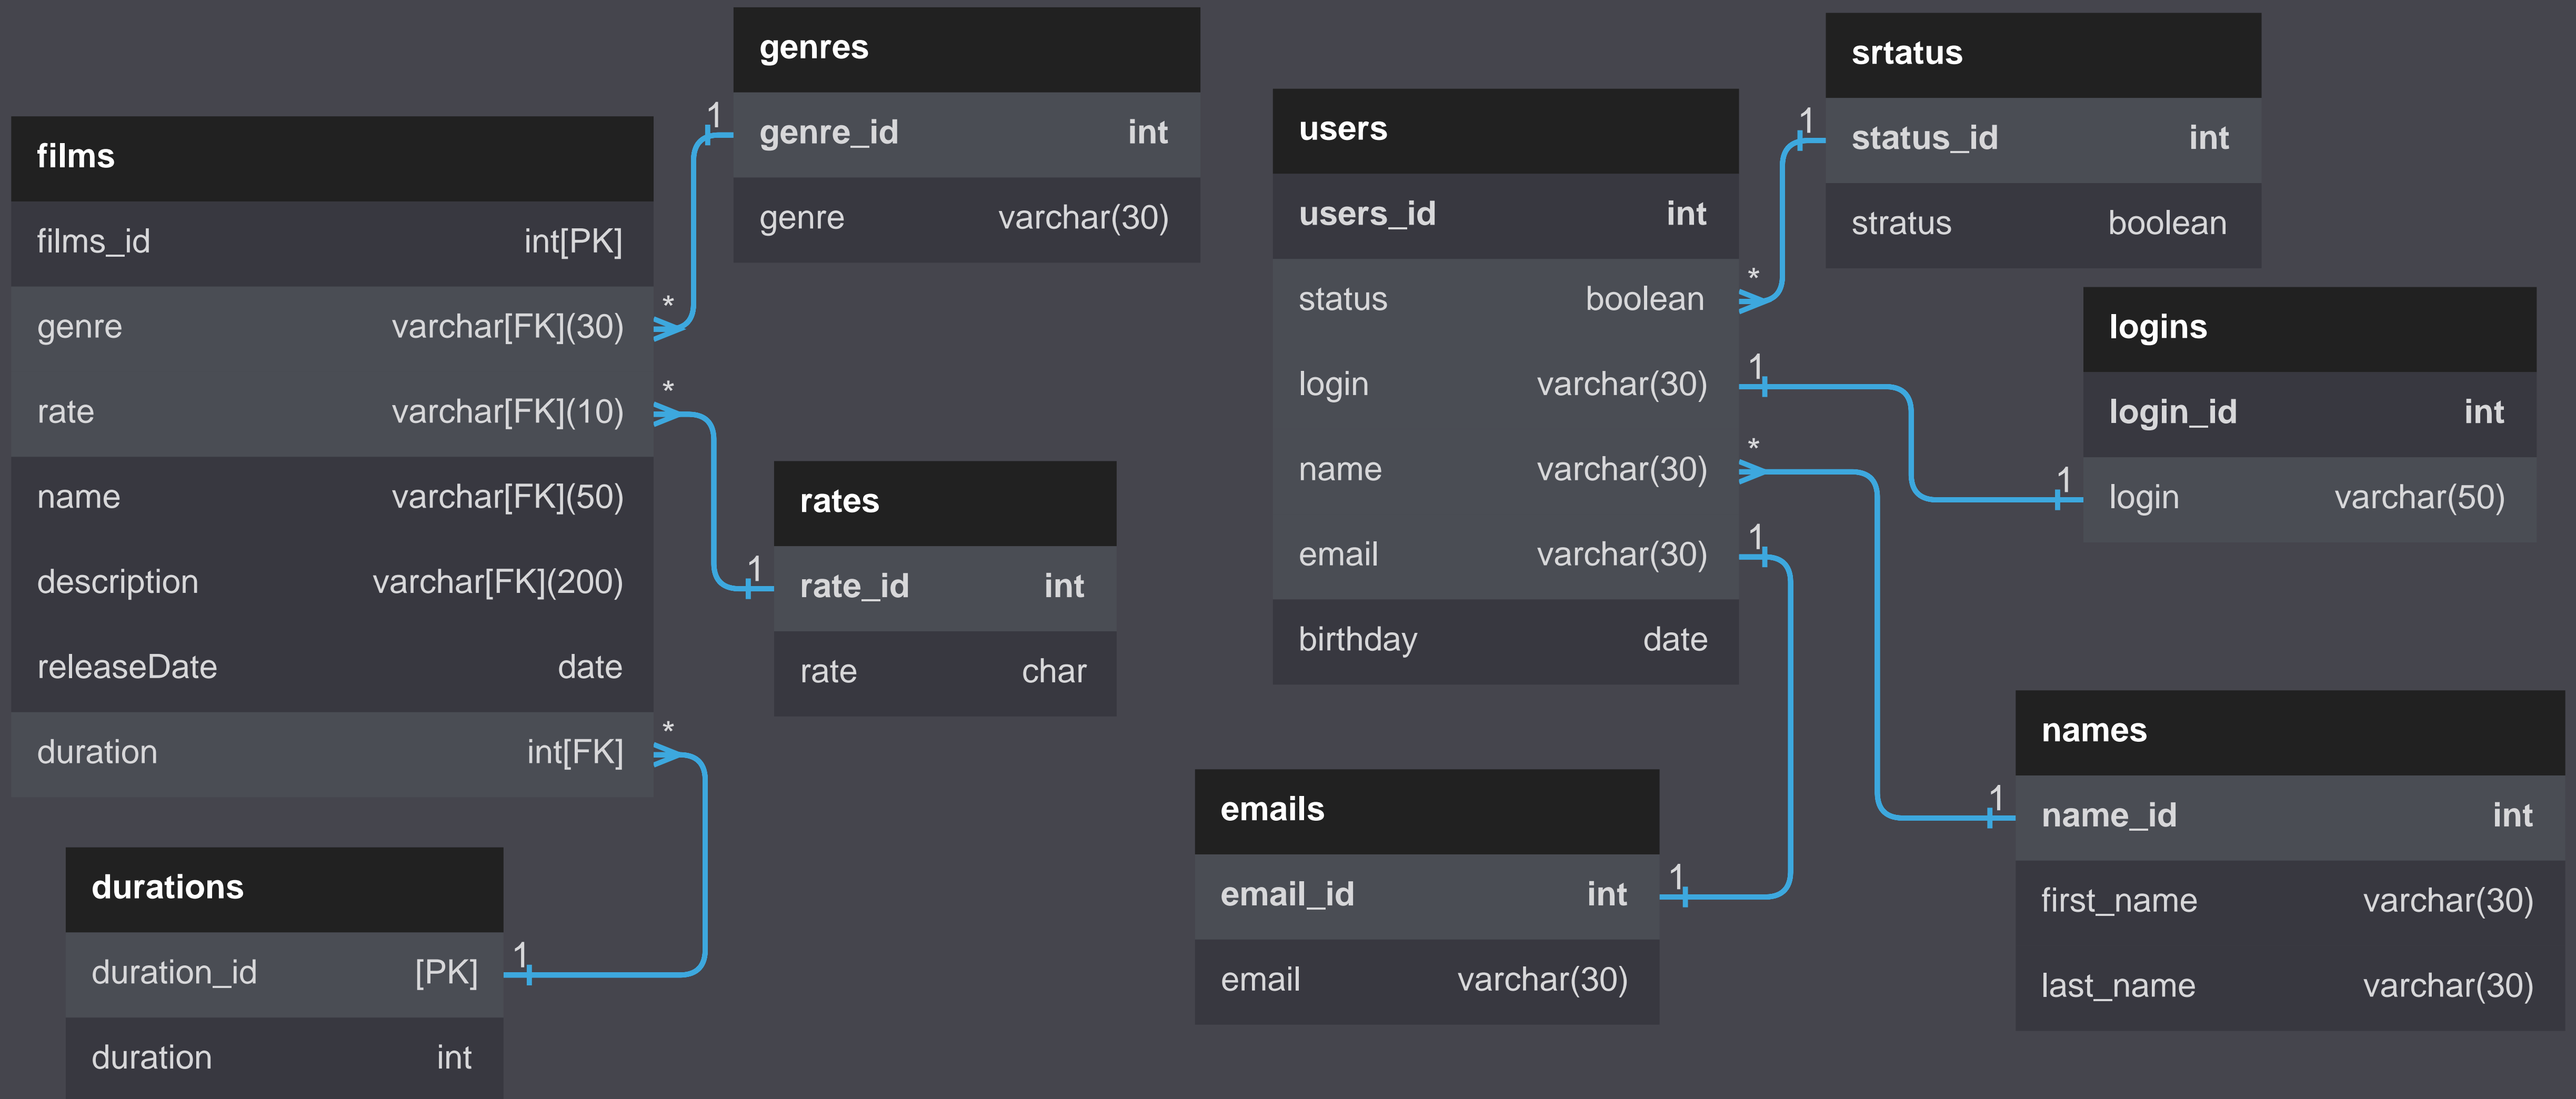 films
films_id int[PK]
genre varchar[FK](30)
rate varchar[FK](10)
name varchar[FK](50)
description varchar[FK](200)
releaseDate date
duration int[FK]
*
*
*
genres
genre_id int
genre varchar(30)
1
rates
rate_id int
rate char
1
durations
duration_id [PK]
duration int
1
users
users_id int
status boolean
login varchar(30)
name varchar(30)
email varchar(30)
birthday date
*
1
*
1
srtatus
status_id int
stratus boolean
1
logins
login_id int
login varchar(50)
1
names
name_id int
first_name varchar(30)
last_name varchar(30)
1
emails
email_id int
email varchar(30)
1